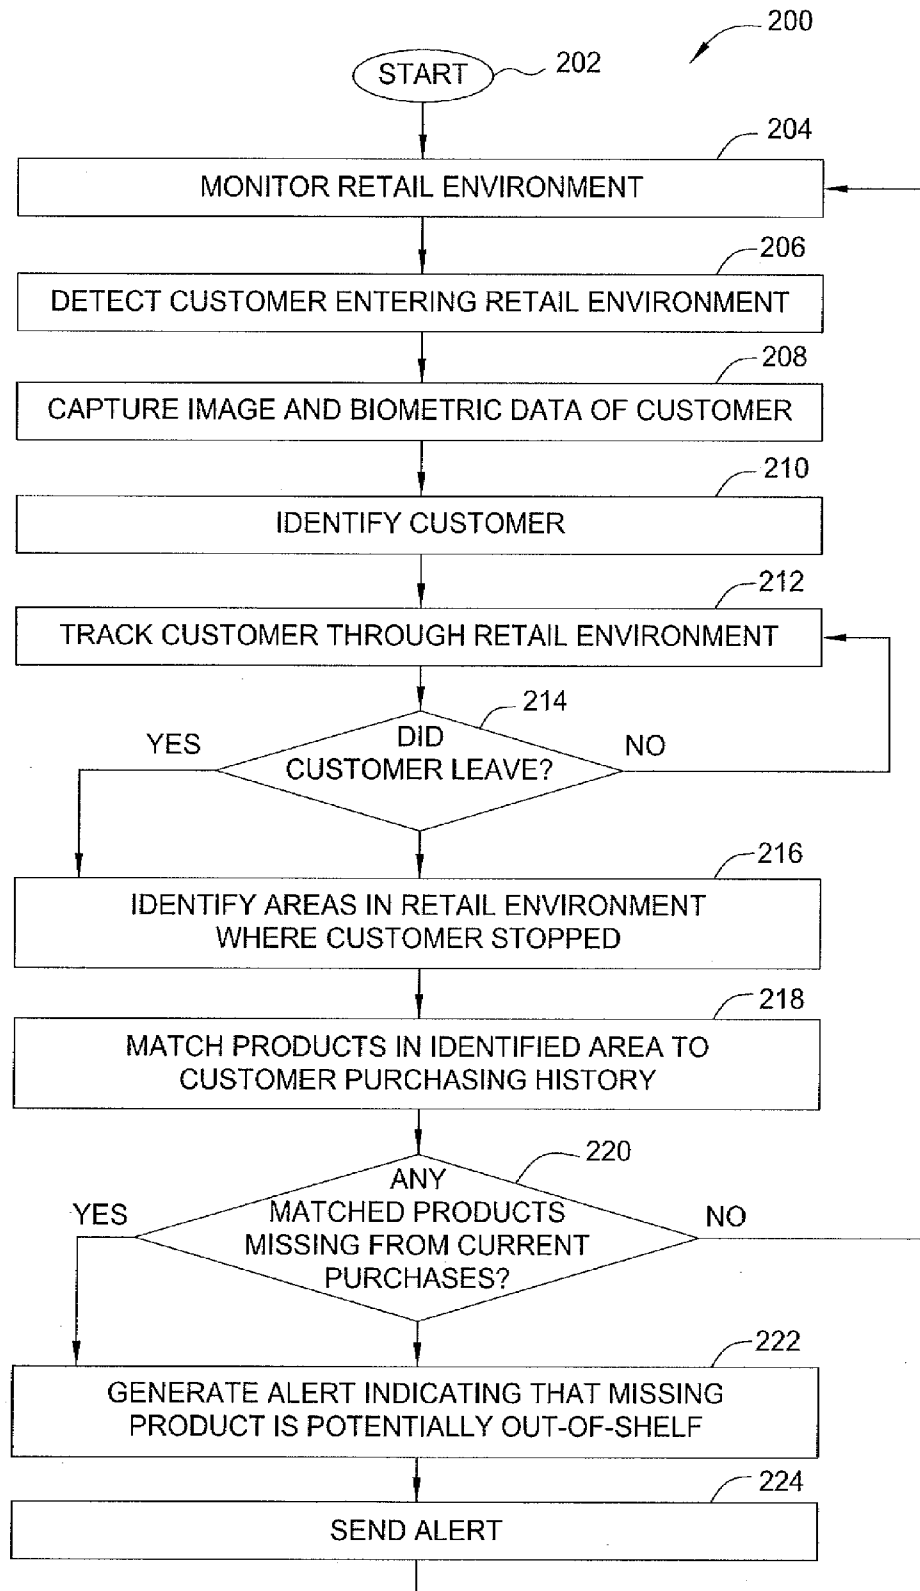 200
START
202
204
MONITOR RETAIL ENVIRONMENT
206
DETECT CUSTOMER ENTERING RETAIL ENVIRONMENT
208
CAPTURE IMAGE AND BIOMETRIC DATA OF CUSTOMER
210
IDENTIFY CUSTOMER
212
TRACK CUSTOMER THROUGH RETAIL ENVIRONMENT
214
YES
DID
CUSTOMER LEAVE?
NO
216
IDENTIFY AREAS IN RETAIL ENVIRONMENT
WHERE CUSTOMER STOPPED
218
MATCH PRODUCTS IN IDENTIFIED AREA TO
CUSTOMER PURCHASING HISTORY
220
YES
ANY
MATCHED PRODUCTS
MISSING FROM CURRENT
PURCHASES?
NO
222
GENERATE ALERT INDICATING THAT MISSING
PRODUCT IS POTENTIALLY OUT-OF-SHELF
224
SEND ALERT